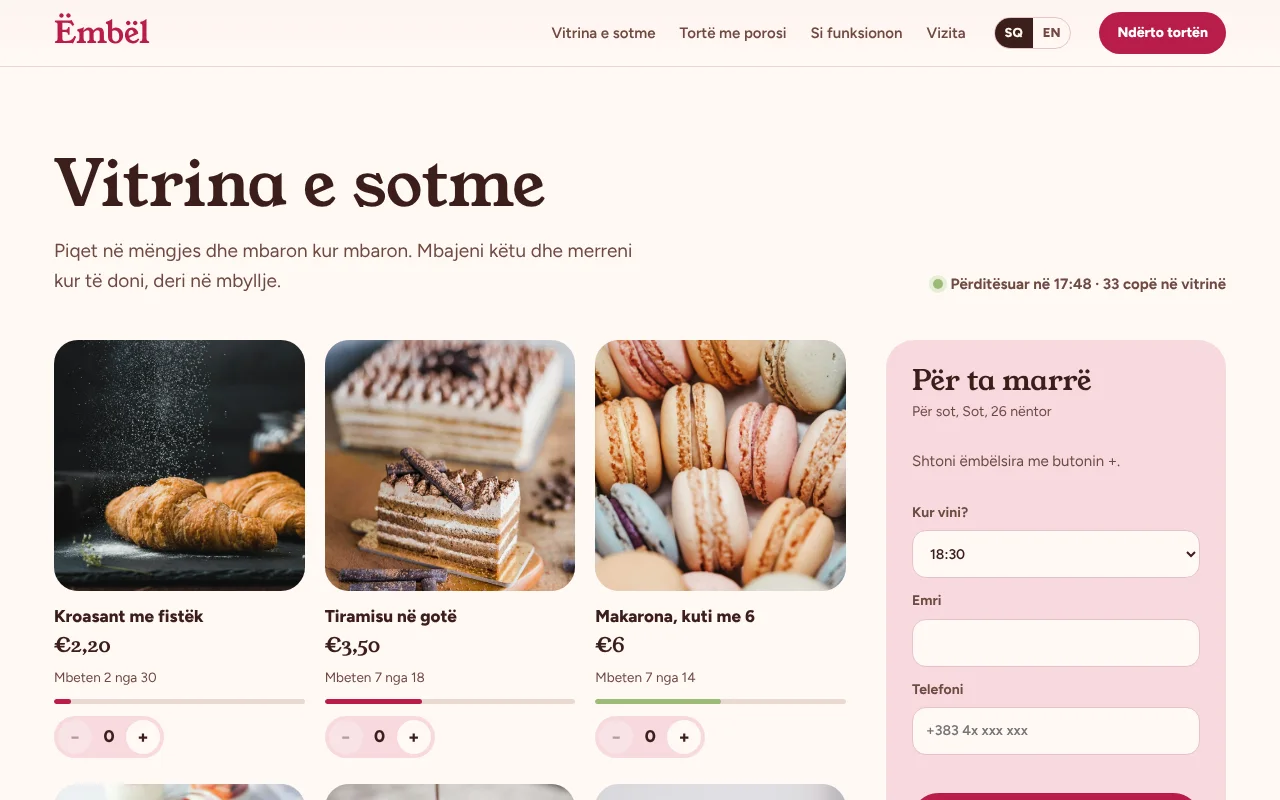 Ëmbël
Vitrina e sotme
Tortë me porosi
Si funksionon
Vizita
SQ
EN
Ndërto tortën
Vitrina e sotme
Piqet në mëngjes dhe mbaron kur mbaron. Mbajeni këtu dhe merreni
kur të doni, deri në mbyllje.
Përditësuar në 17:48 · 33 copë në vitrinë
Kroasant me fistëk
€2,20
Mbeten 2 nga 30
− 0 +
Tiramisu në gotë
€3,50
Mbeten 7 nga 18
− 0 +
Makarona, kuti me 6
€6
Mbeten 7 nga 14
− 0 +
Për ta marrë
Për sot, Sot, 26 nëntor
Shtoni ëmbëlsira me butonin +.
Kur vini?
18:30
Emri
Telefoni
+383 4x xxx xxx